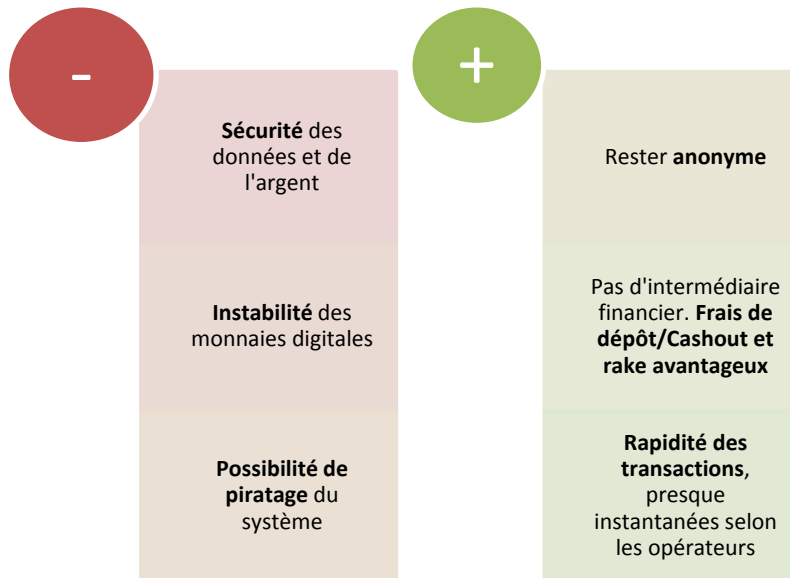 -
Sécurité des
données et de
l'argent
Instabilité des
monnaies digitales
Possibilité de
piratage du
système
+
Rester anonyme
Pas d'intermédiaire
financier. Frais de
dépôt/Cashout et
rake avantageux
Rapidité des
transactions,
presque
instantanées selon
les opérateurs